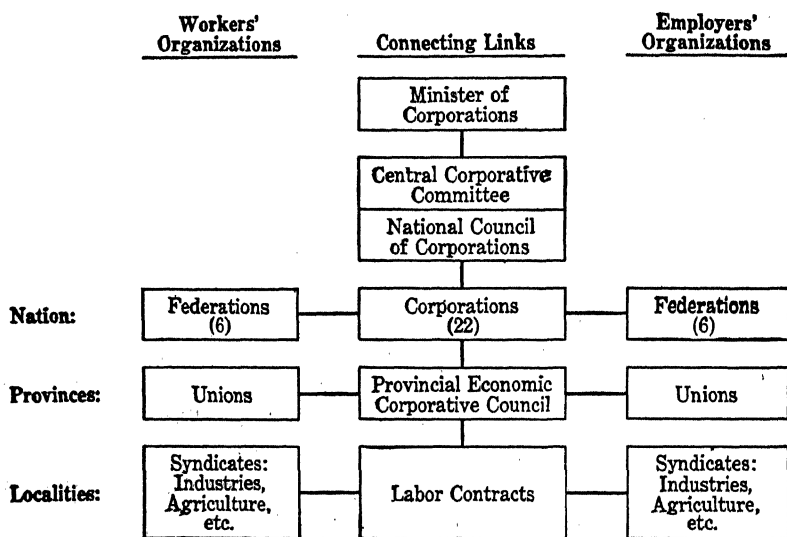 Workers'
Organizations
Connecting Links
Employers'
Organizations
Minister of
Corporations
Central Corporative
Committee
National Council
of Corporations
Nation:
Federations
(6)
Corporations
(22)
Federations
(6)
Provinces:
Unions
Provincial Economic
Corporative Council
Unions
Localities:
Syndicates:
Industries,
Agriculture,
etc.
Labor Contracts
Syndicates:
Industries,
Agriculture,
etc.